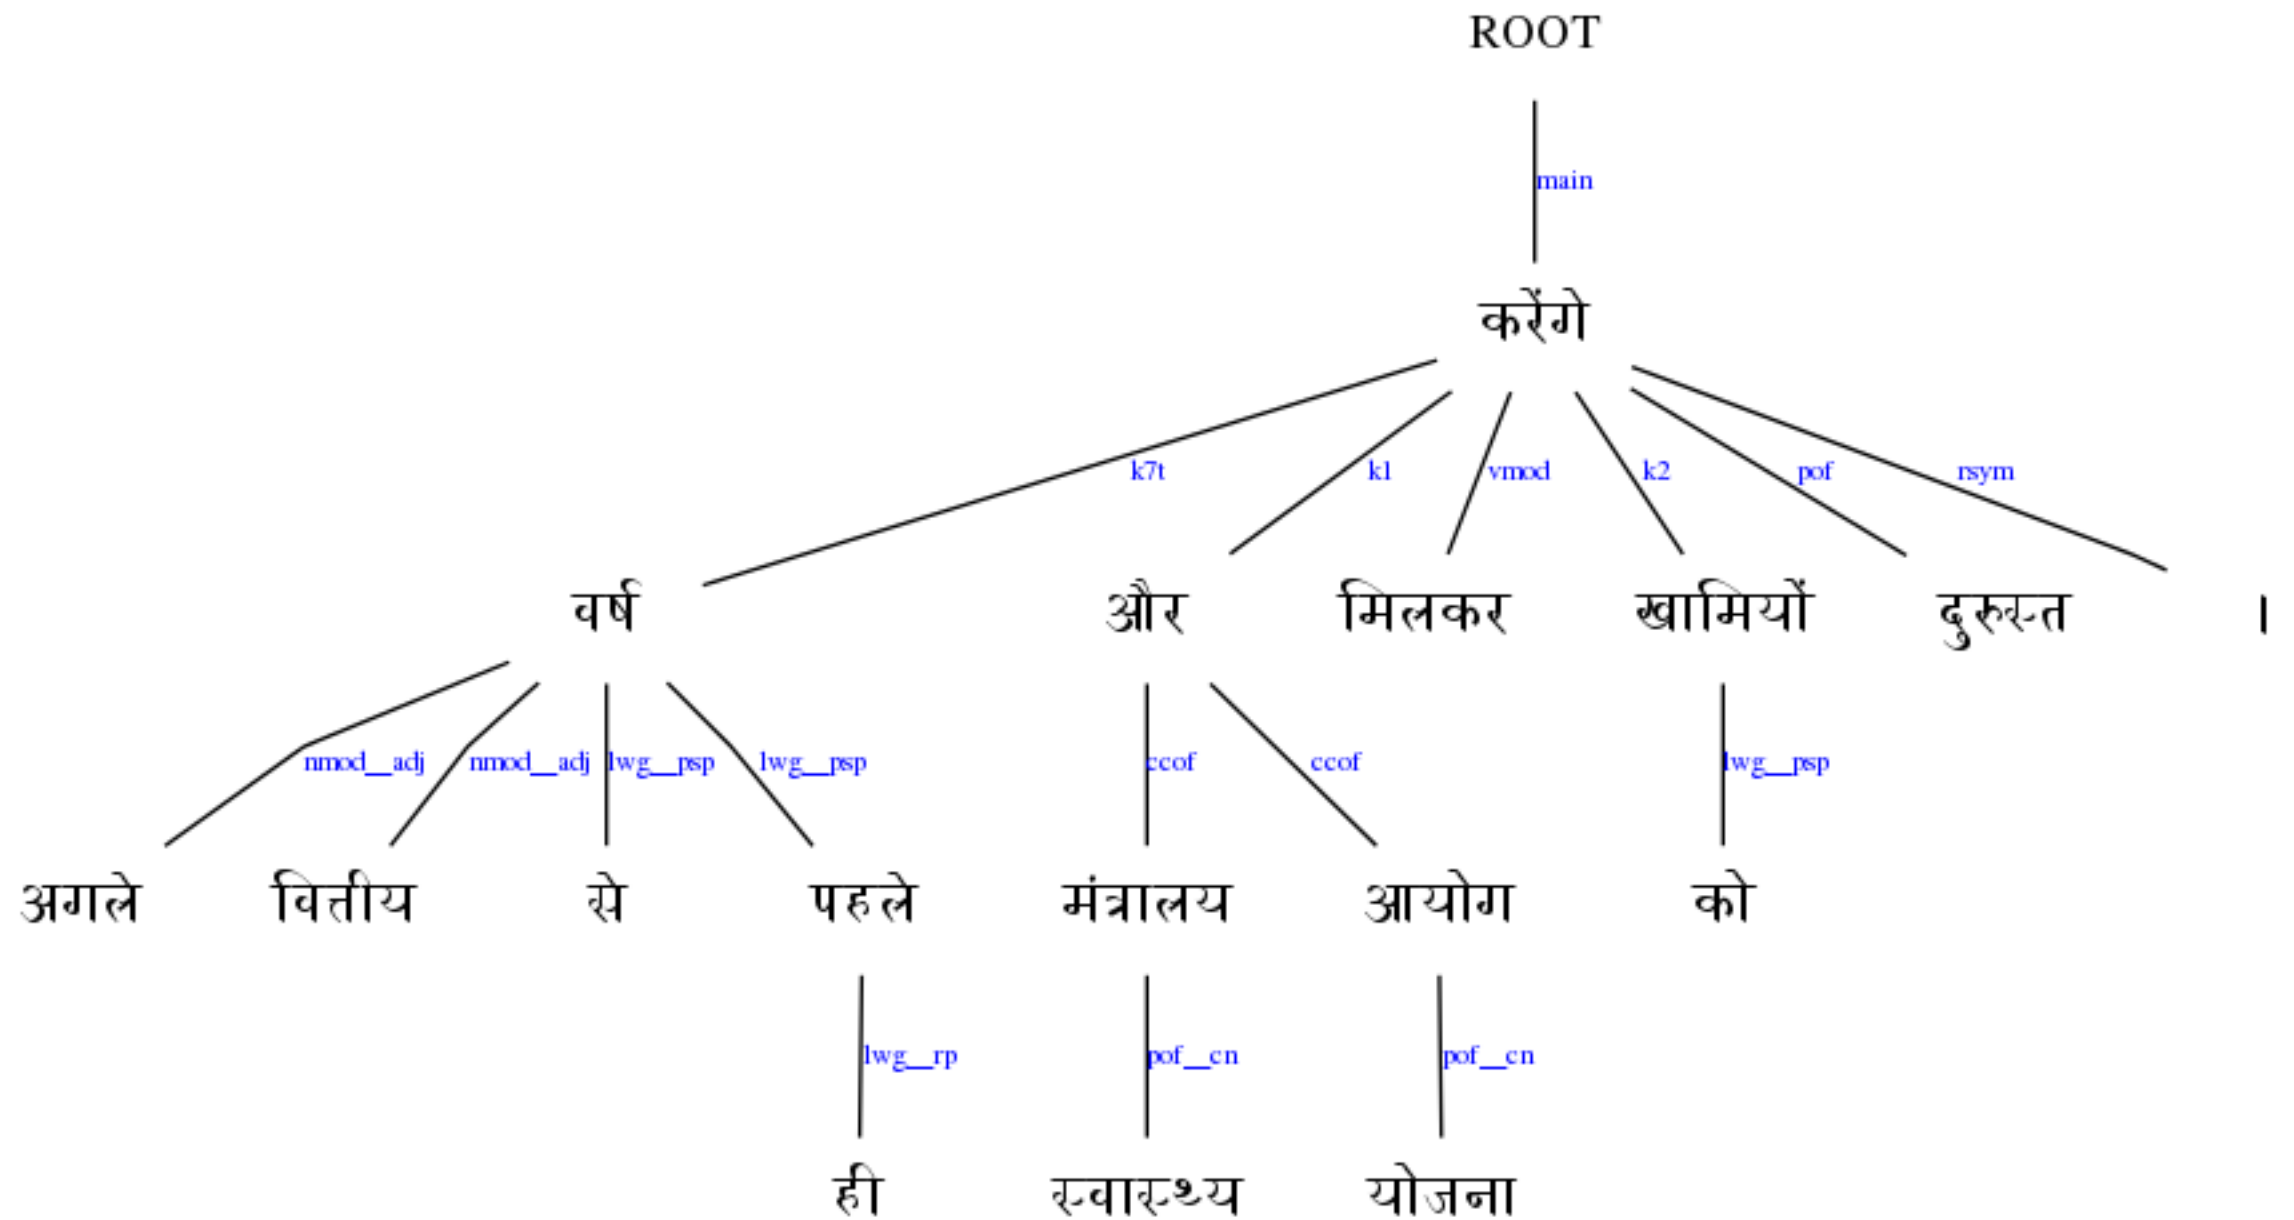 ROOT
main
करेंगे
k7t k1 vmod k2 pof rsym
वर्ष और मिलकर खामियों दुरुस्त ।
nmod__adj nmod__adj lwg__psp lwg__psp ccof ccof lwg__psp
अगले वित्तीय से पहले मंत्रालय आयोग को
lwg__rp pof__cn pof__cn
ही स्वास्थ्य योजना